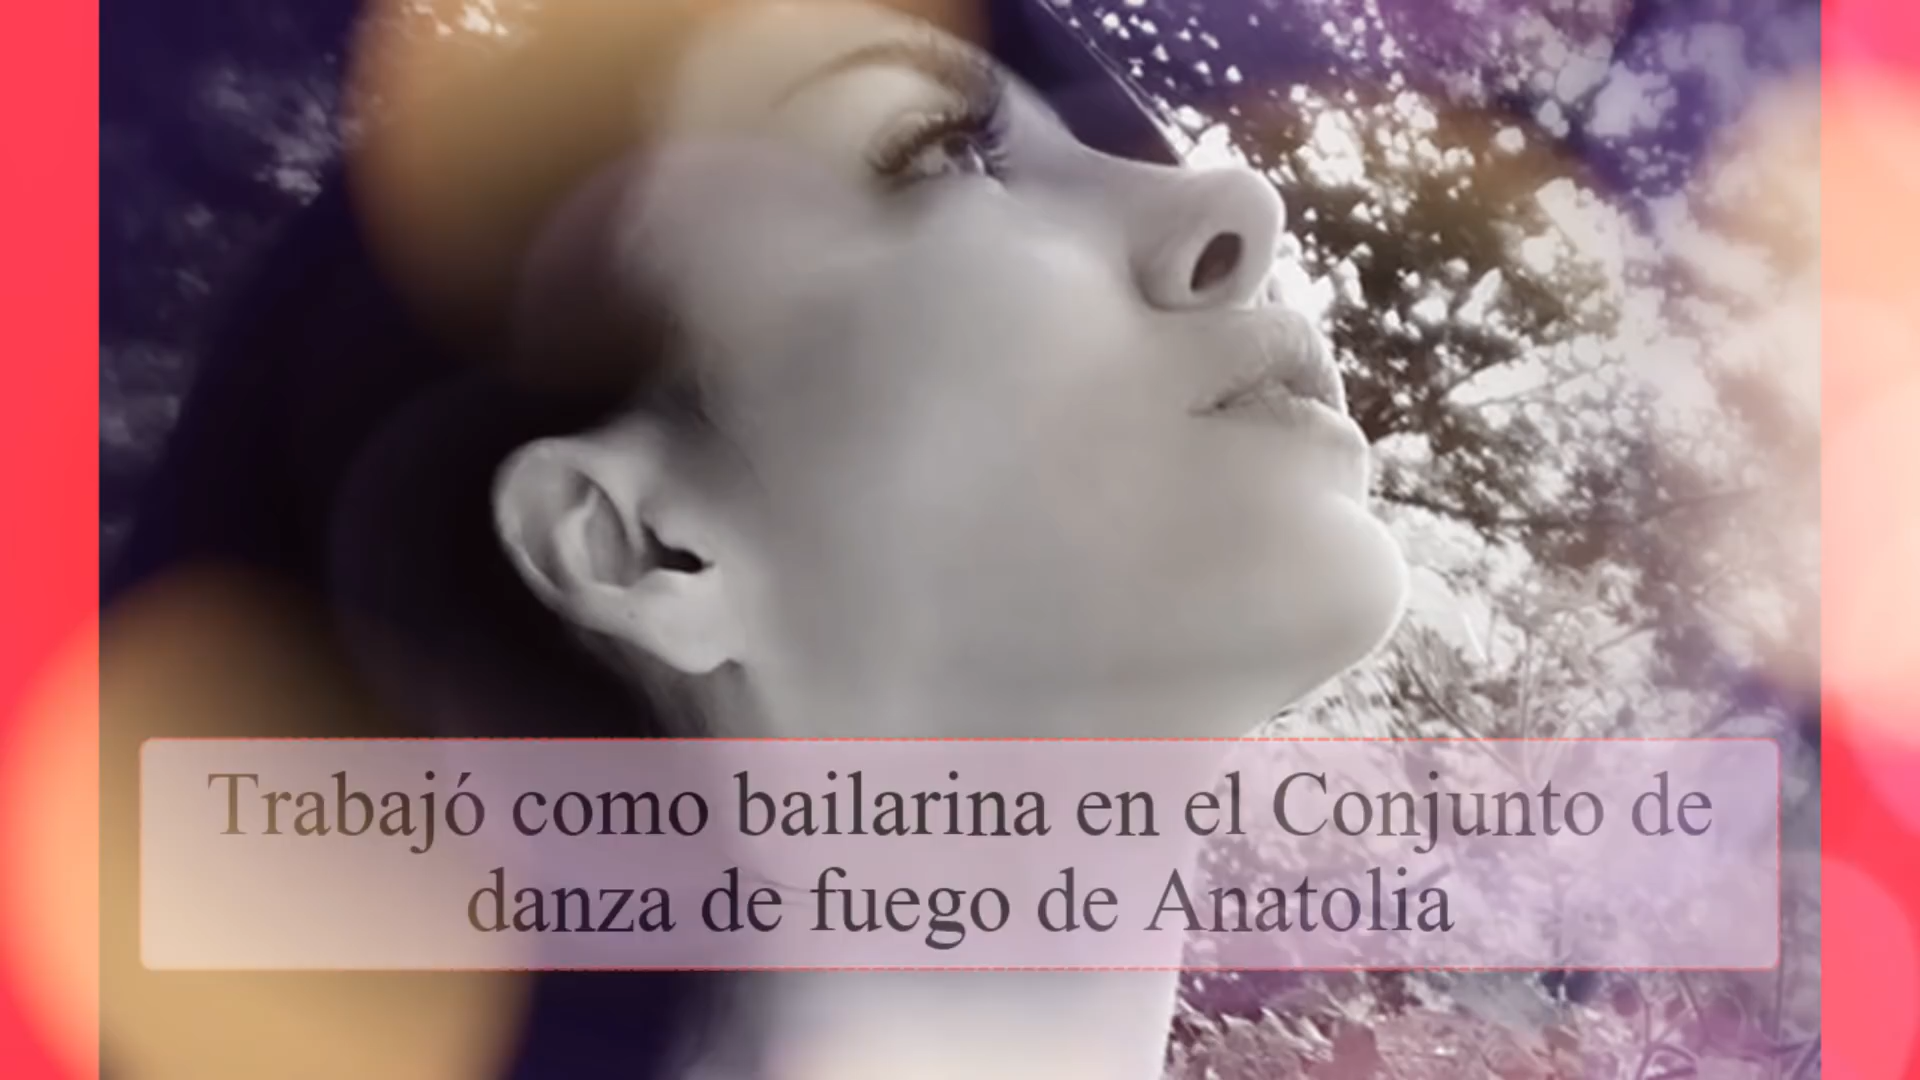 Trabajó como bailarina en el Conjunto de
danza de fuego de Anatolia